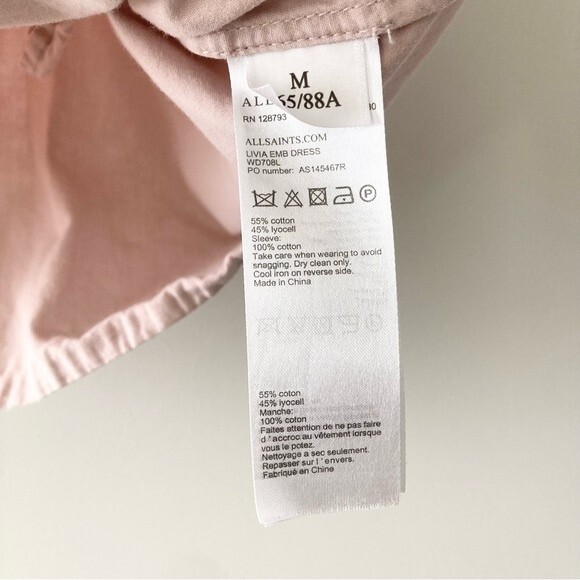 M
65/88A
ALL
RN 128793
ALLSAINTS.COM
LIVIA EMB DRESS
WD708L
PO number: AS145467R
P
55% cotton
45% lyocell
Sleeve:
100% cotton
Take care when wearing to avoid
snagging. Dry clean only.
Cool iron on reverse side.
Made in China
55% coton
45% lyocell
Manche:
100% coton
Faites attention de ne pas faire
d 'accroc au vêtement lorsque
vous le potez.
Nettoyage a sec seulement.
Repasser sur l 'envers.
Fabriqué en Chine